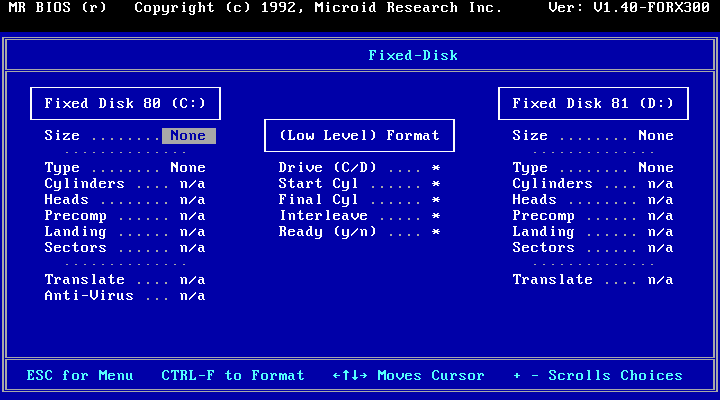 MR BIOS (r)   Copyright (c) 1992, Microid Research Inc.     Ver: V1.40-FORX300
Fixed-Disk
Fixed Disk 80 (C:)
Size ........ None
.............
Type ........ None
Cylinders .... n/a
Heads ........ n/a
Precomp ...... n/a
Landing ...... n/a
Sectors ...... n/a
.............
Translate .... n/a
Anti-Virus ... n/a
(Low Level) Format
Drive (C/D) .... *
Start Cyl ...... *
Final Cyl ...... *
Interleave ..... *
Ready (y/n) .... *
Fixed Disk 81 (D:)
Size ........ None
.............
Type ........ None
Cylinders .... n/a
Heads ........ n/a
Precomp ...... n/a
Landing ...... n/a
Sectors ...... n/a
.............
Translate .... n/a
ESC for Menu   CTRL-F to Format   ←↑↓→ Moves Cursor   + - Scrolls Choices